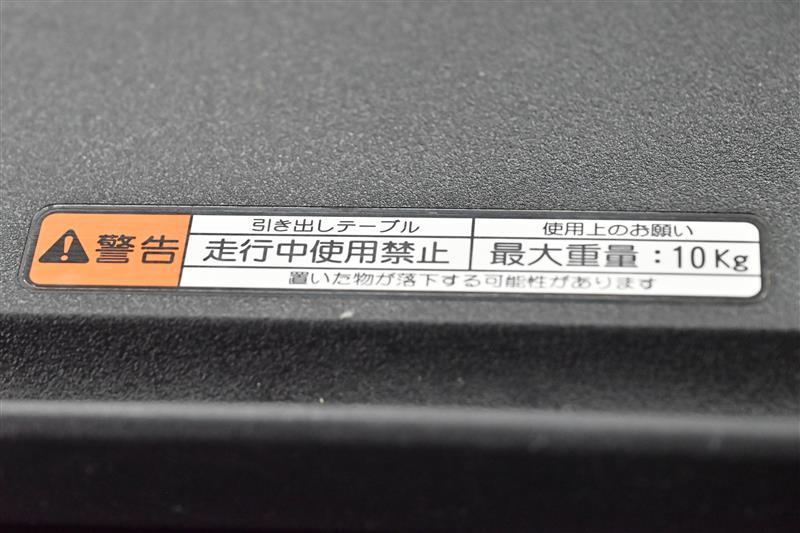 警告
引き出しテーブル
走行中使用禁止
使用上のお願い
最大重量：10Kg
置いた物が落下する可能性があります